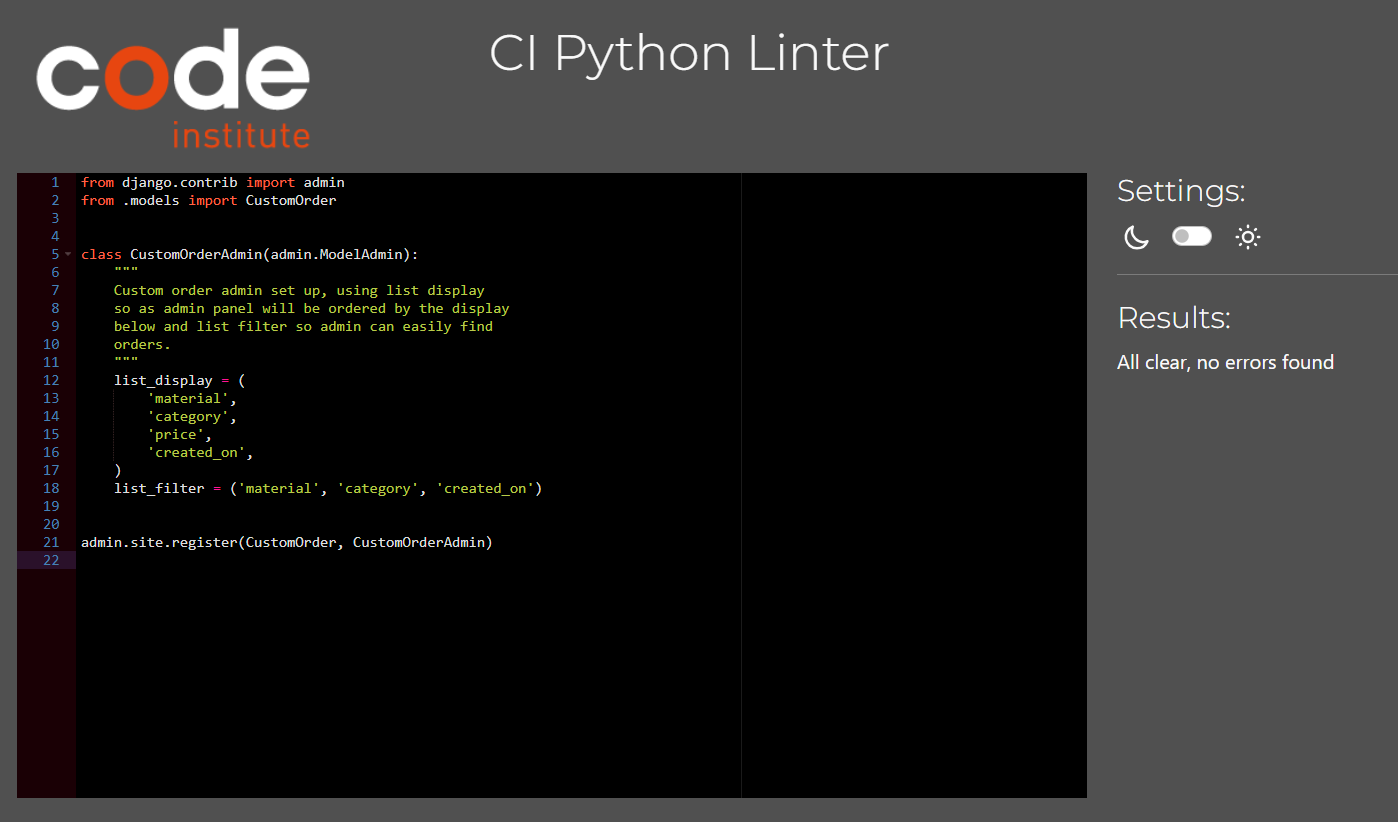 code
institute
CI Python Linter
1 from django.contrib import admin
2 from .models import CustomOrder
3
4
5 class CustomOrderAdmin(admin.ModelAdmin):
6     """
7     Custom order admin set up, using list display
8     so as admin panel will be ordered by the display
9     below and list filter so admin can easily find
10     orders.
11     """
12     list_display = (
13         'material',
14         'category',
15         'price',
16         'created_on',
17     )
18     list_filter = ('material', 'category', 'created_on')
19
20
21 admin.site.register(CustomOrder, CustomOrderAdmin)
22
Settings:
Results:
All clear, no errors found